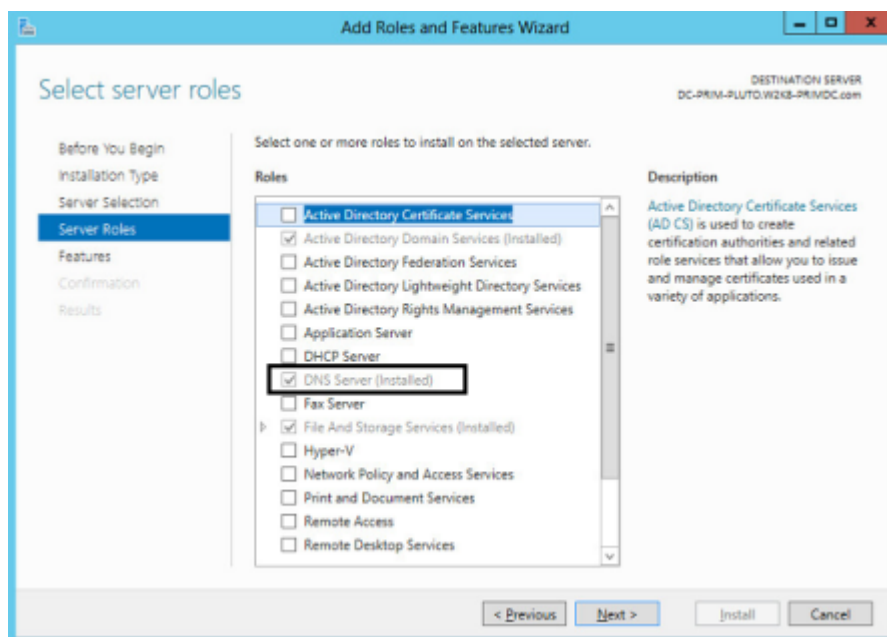 Add Roles and Features Wizard
Select server roles
DESTINATION SERVER
DC-PRIM-PLUTO.W2K8-PRIMDC.com
Before You Begin
Installation Type
Server Selection
Server Roles
Features
Confirmation
Results
Select one or more roles to install on the selected server.
Roles
Active Directory Certificate Services
Active Directory Domain Services (Installed)
Active Directory Federation Services
Active Directory Lightweight Directory Services
Active Directory Rights Management Services
Application Server
DHCP Server
DNS Server (Installed)
Fax Server
File And Storage Services (Installed)
Hyper-V
Network Policy and Access Services
Print and Document Services
Remote Access
Remote Desktop Services
Description
Active Directory Certificate Services
(AD CS) is used to create
certification authorities and related
role services that allow you to issue
and manage certificates used in a
variety of applications.
< Previous
Next >
Install
Cancel